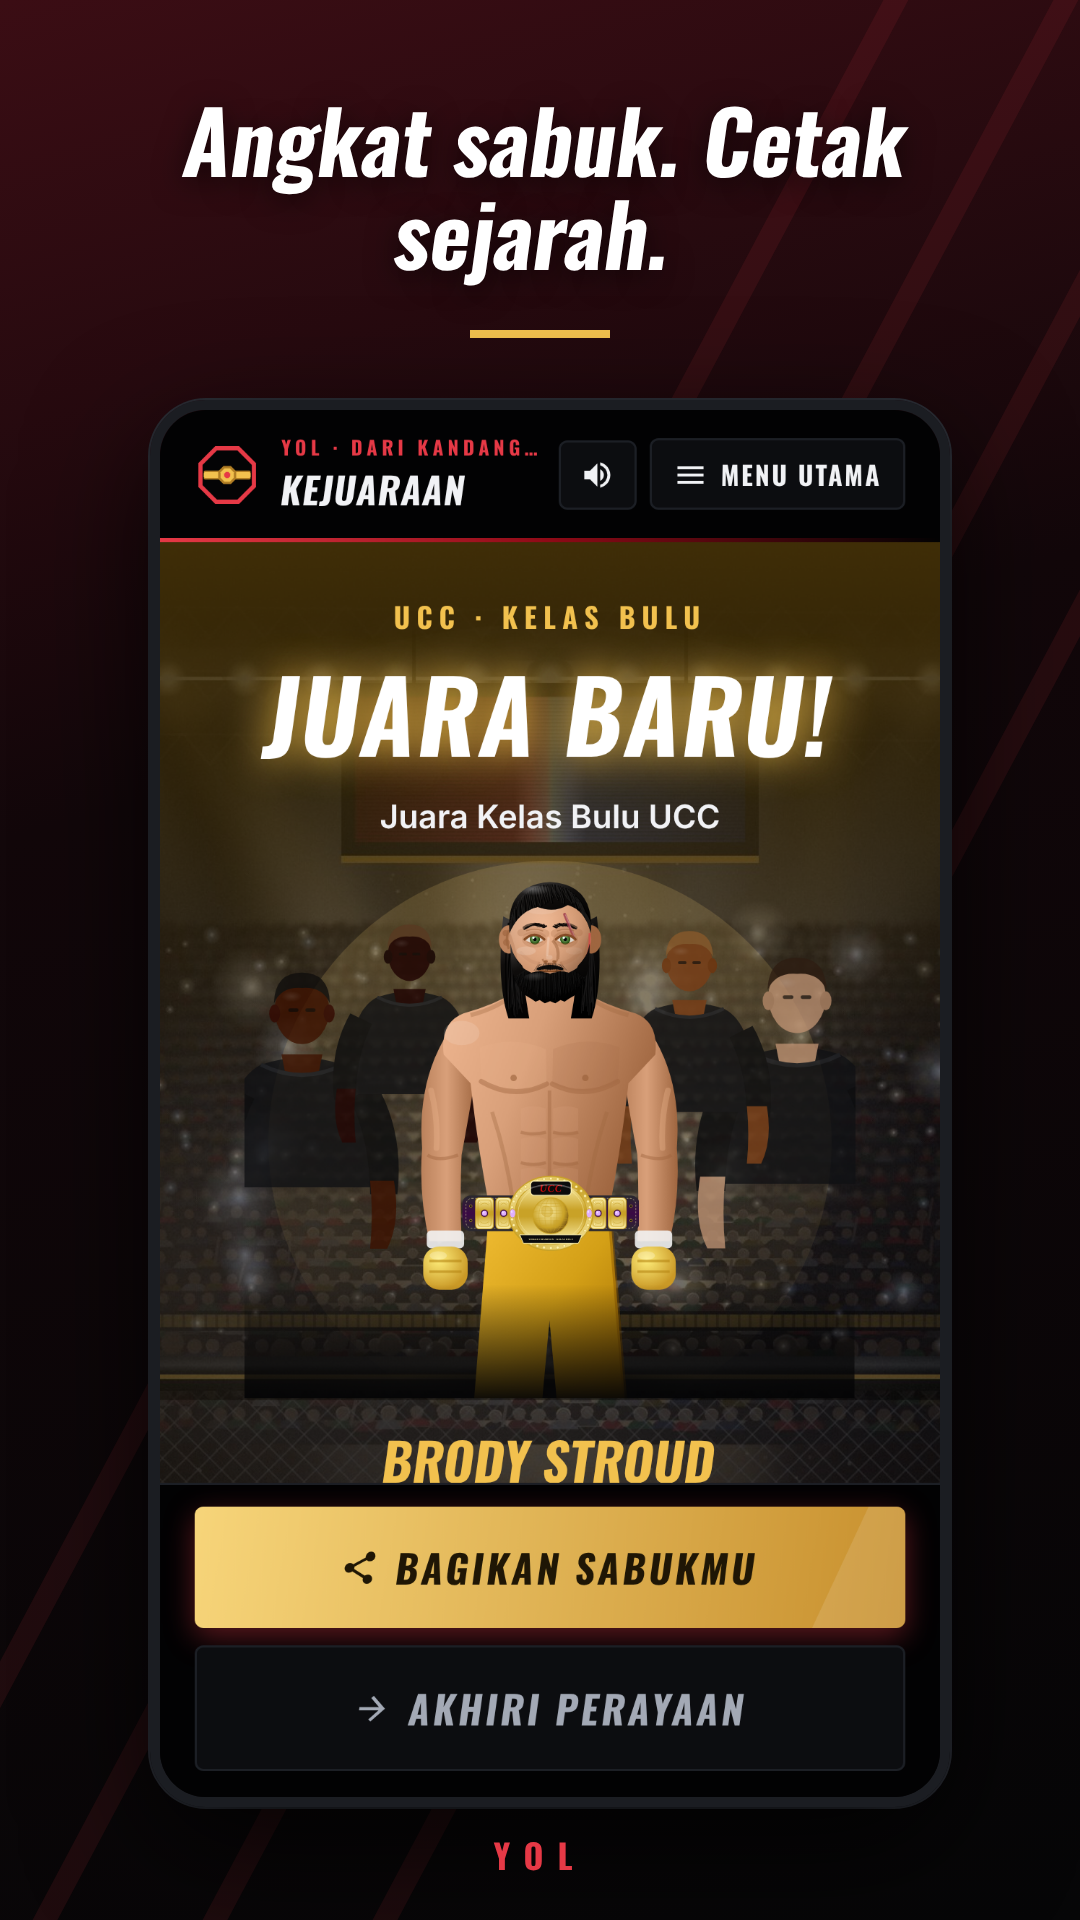 Angkat sabuk. Cetak
sejarah.
YOL · DARI KANDANG…
KEJUARAAN
MENU UTAMA
UCC · KELAS BULU
JUARA BARU!
Juara Kelas Bulu UCC
UCC
BRODY STROUD
BAGIKAN SABUKMU
AKHIRI PERAYAAN
YOL